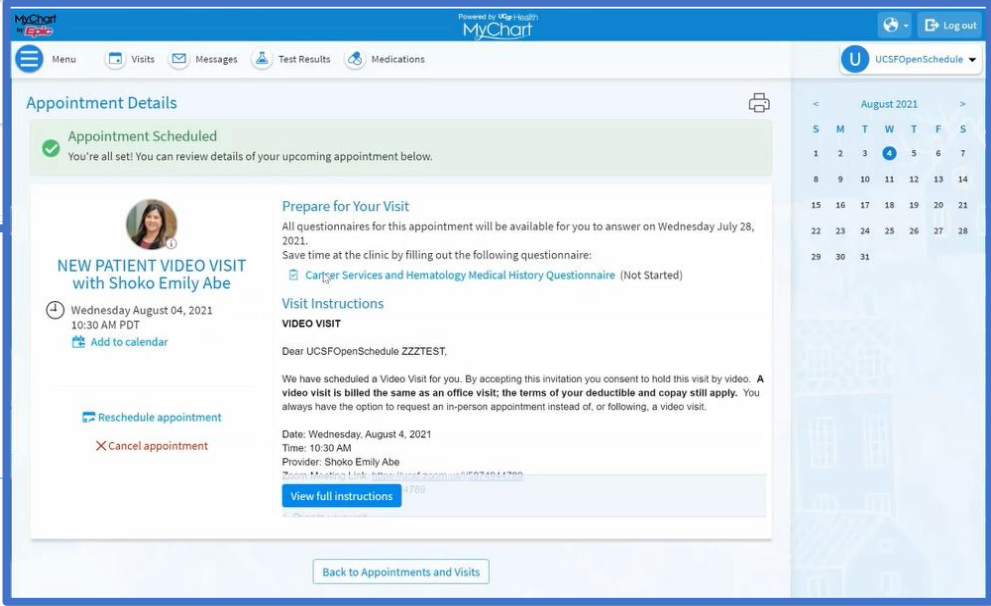 MyChart
by Epic
Powered by UCSF Health
MyChart
Log out
Menu
Visits
Messages
Test Results
Medications
U
UCSFOpenSchedule
Appointment Details
Appointment Scheduled
You're all set! You can review details of your upcoming appointment below.
NEW PATIENT VIDEO VISIT
with Shoko Emily Abe
Wednesday August 04, 2021
10:30 AM PDT
Add to calendar
Reschedule appointment
Cancel appointment
Prepare for Your Visit
All questionnaires for this appointment will be available for you to answer on Wednesday July 28,
2021.
Save time at the clinic by filling out the following questionnaire:
Cancer Services and Hematology Medical History Questionnaire (Not Started)
Visit Instructions
VIDEO VISIT
Dear UCSFOpenSchedule ZZZTEST,
We have scheduled a Video Visit for you. By accepting this invitation you consent to hold this visit by video. A
video visit is billed the same as an office visit; the terms of your deductible and copay still apply. You
always have the option to request an in-person appointment instead of, or following, a video visit.
Date: Wednesday, August 4, 2021
Time: 10:30 AM
Provider: Shoko Emily Abe
Zoom Meeting Link:
4789
View full instructions
Back to Appointments and Visits
< August 2021 >
S M T W T F S
1 2 3 4 5 6 7
8 9 10 11 12 13 14
15 16 17 18 19 20 21
22 23 24 25 26 27 28
29 30 31